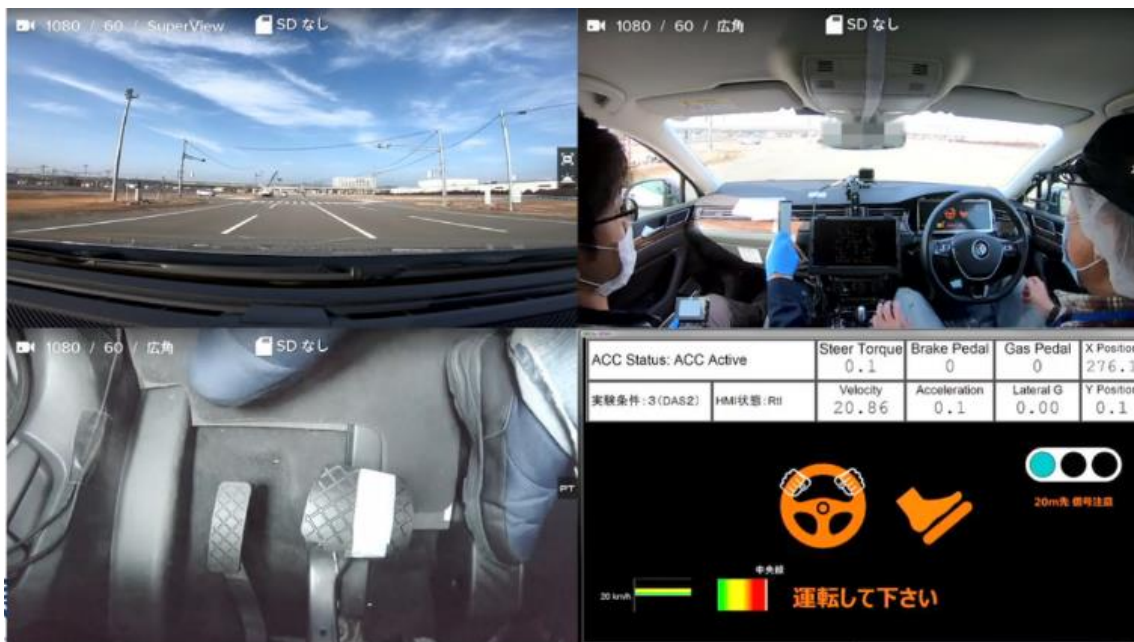 1080 / 60 / SuperView SD なし
1080 / 60 / 広角 SD なし
1080 / 60 / 広角 SD なし
PT
ACC Status: ACC Active
Steer Torque
0.1
Brake Pedal
0
Gas Pedal
0
X Position
276.1
実験条件:3(DAS2)
HMI状態:RtI
Velocity
20.86
Acceleration
0.1
Lateral G
0.00
Y Position
0.1
20m先 信号注意
中央線
20 km/h
運転して下さい